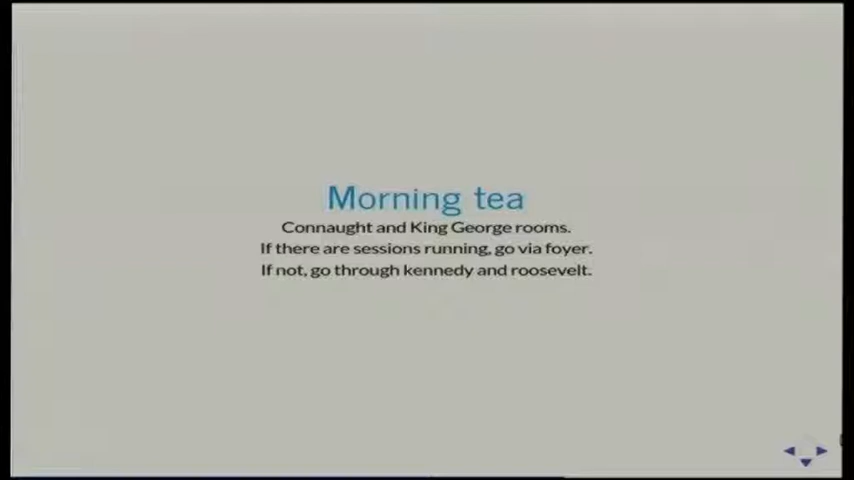 Morning tea
Connaught and King George rooms.
If there are sessions running, go via foyer.
If not, go through kennedy and roosevelt.